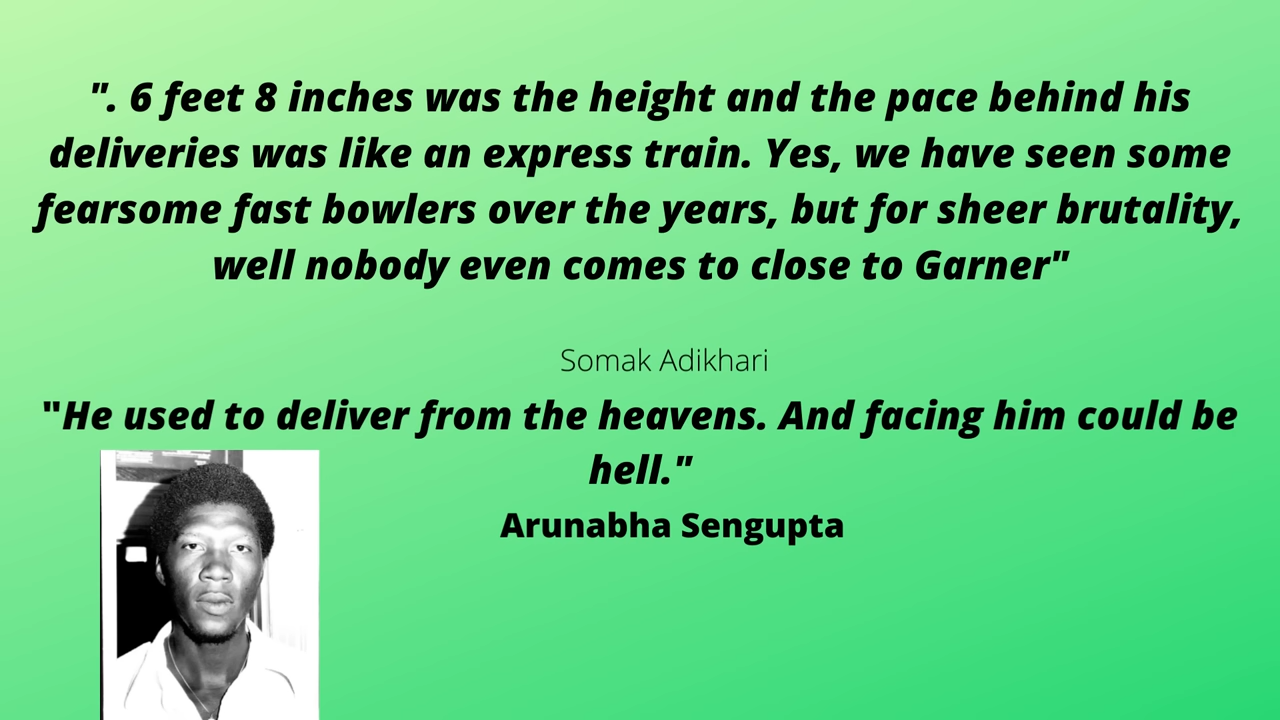 ". 6 feet 8 inches was the height and the pace behind his
deliveries was like an express train. Yes, we have seen some
fearsome fast bowlers over the years, but for sheer brutality,
well nobody even comes to close to Garner"
Somak Adikhari
"He used to deliver from the heavens. And facing him could be
hell."
Arunabha Sengupta